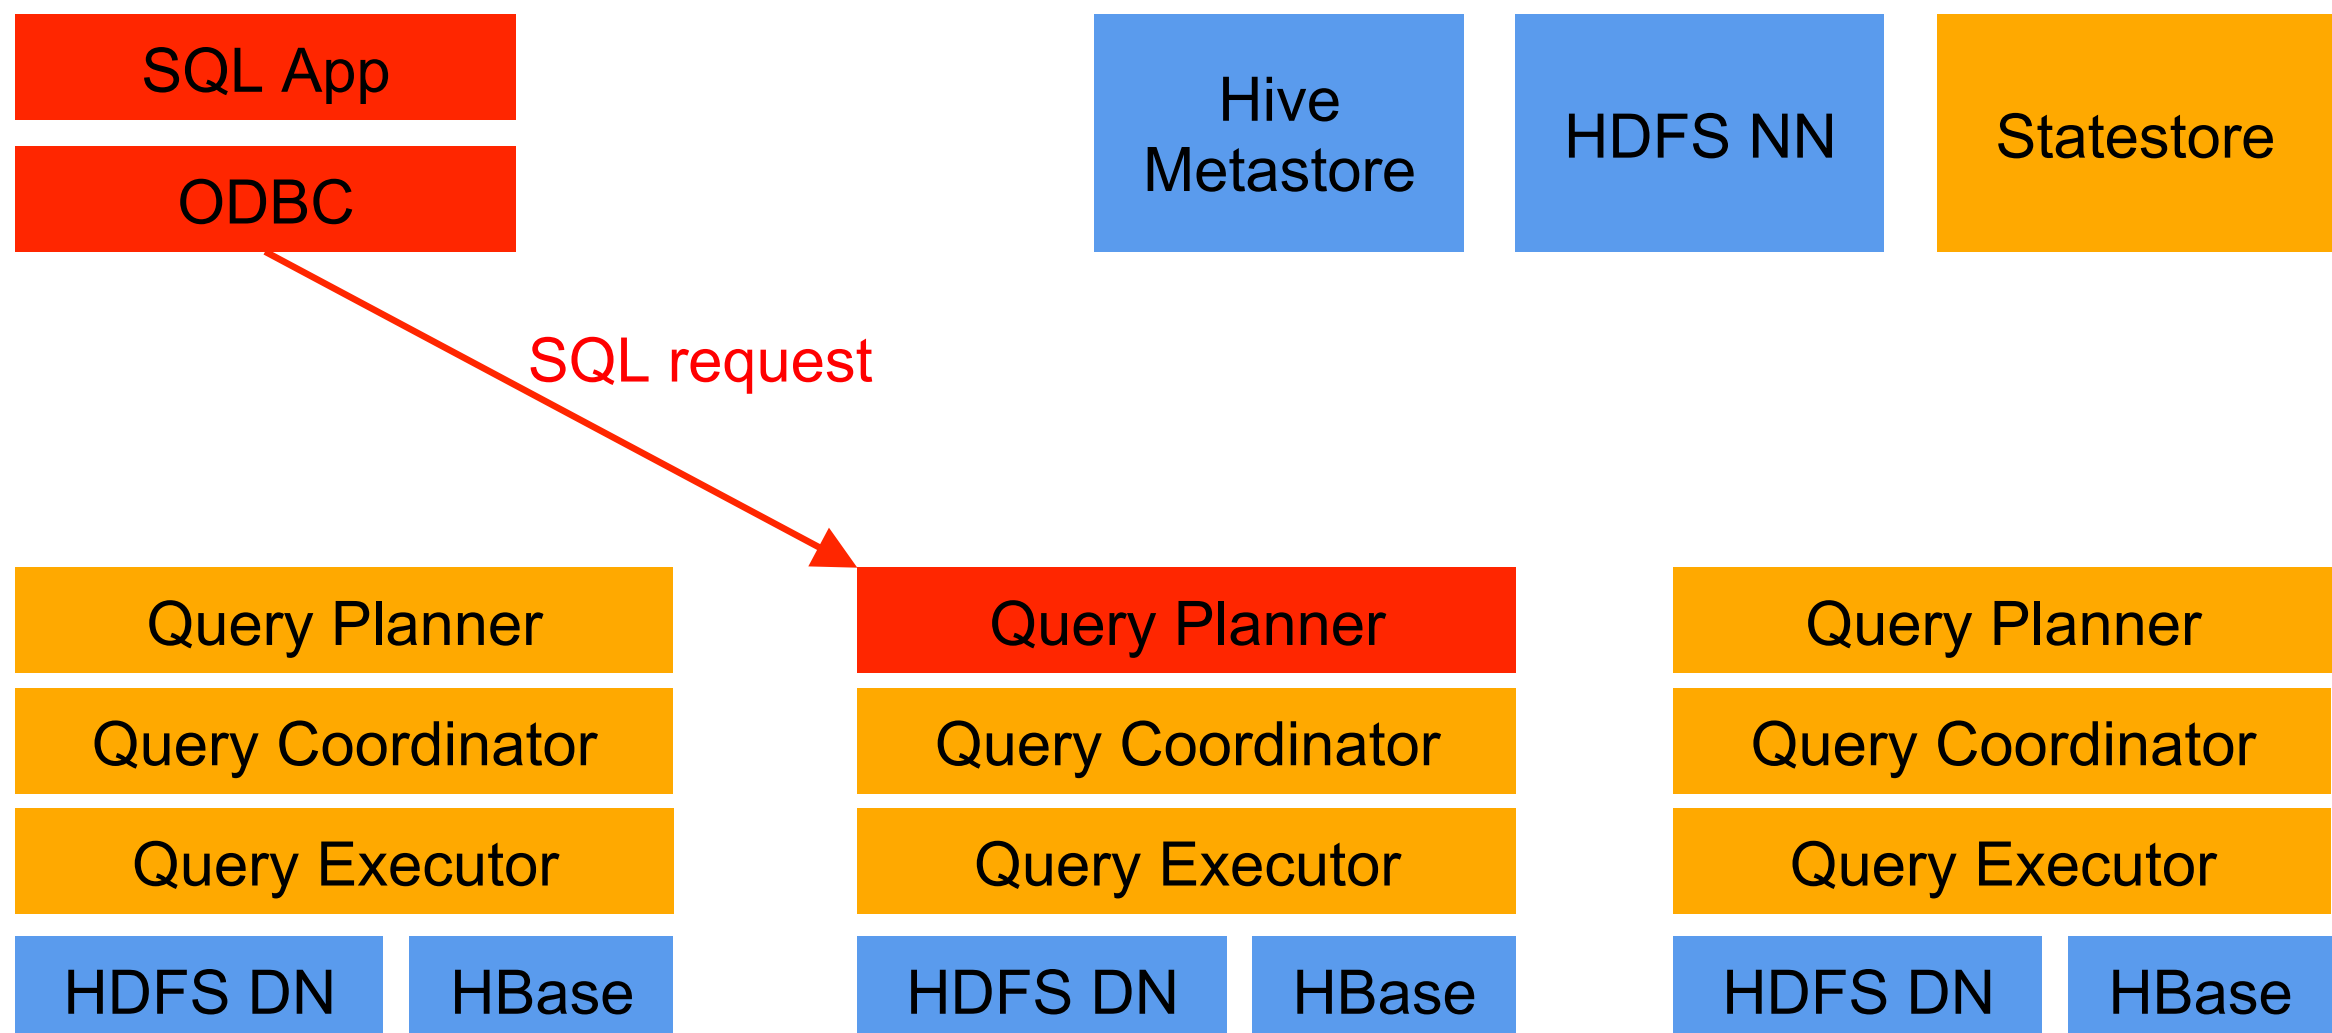 SQL App
ODBC
Hive
Metastore
HDFS NN
Statestore
SQL request
Query Planner
Query Coordinator
Query Executor
HDFS DN
HBase
Query Planner
Query Coordinator
Query Executor
HDFS DN
HBase
Query Planner
Query Coordinator
Query Executor
HDFS DN
HBase